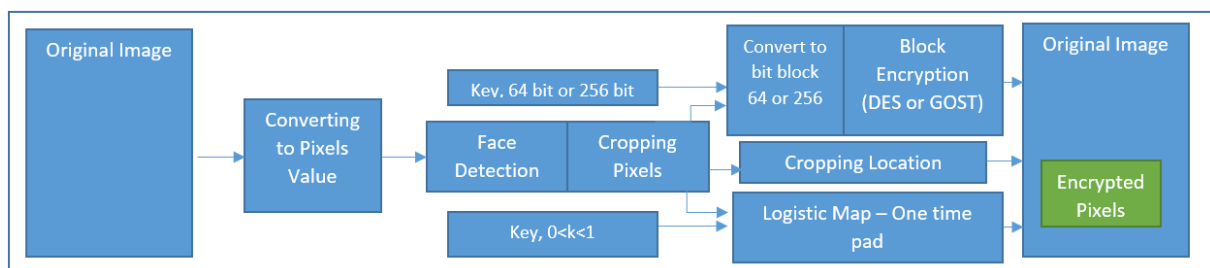 Original Image
Converting
to Pixels
Value
Key, 64 bit or 256 bit
Face
Detection
Cropping
Pixels
Key, 0<k<1
Convert to
bit block
64 or 256
Block
Encryption
(DES or GOST)
Cropping Location
Logistic Map – One time
pad
Original Image
Encrypted
Pixels